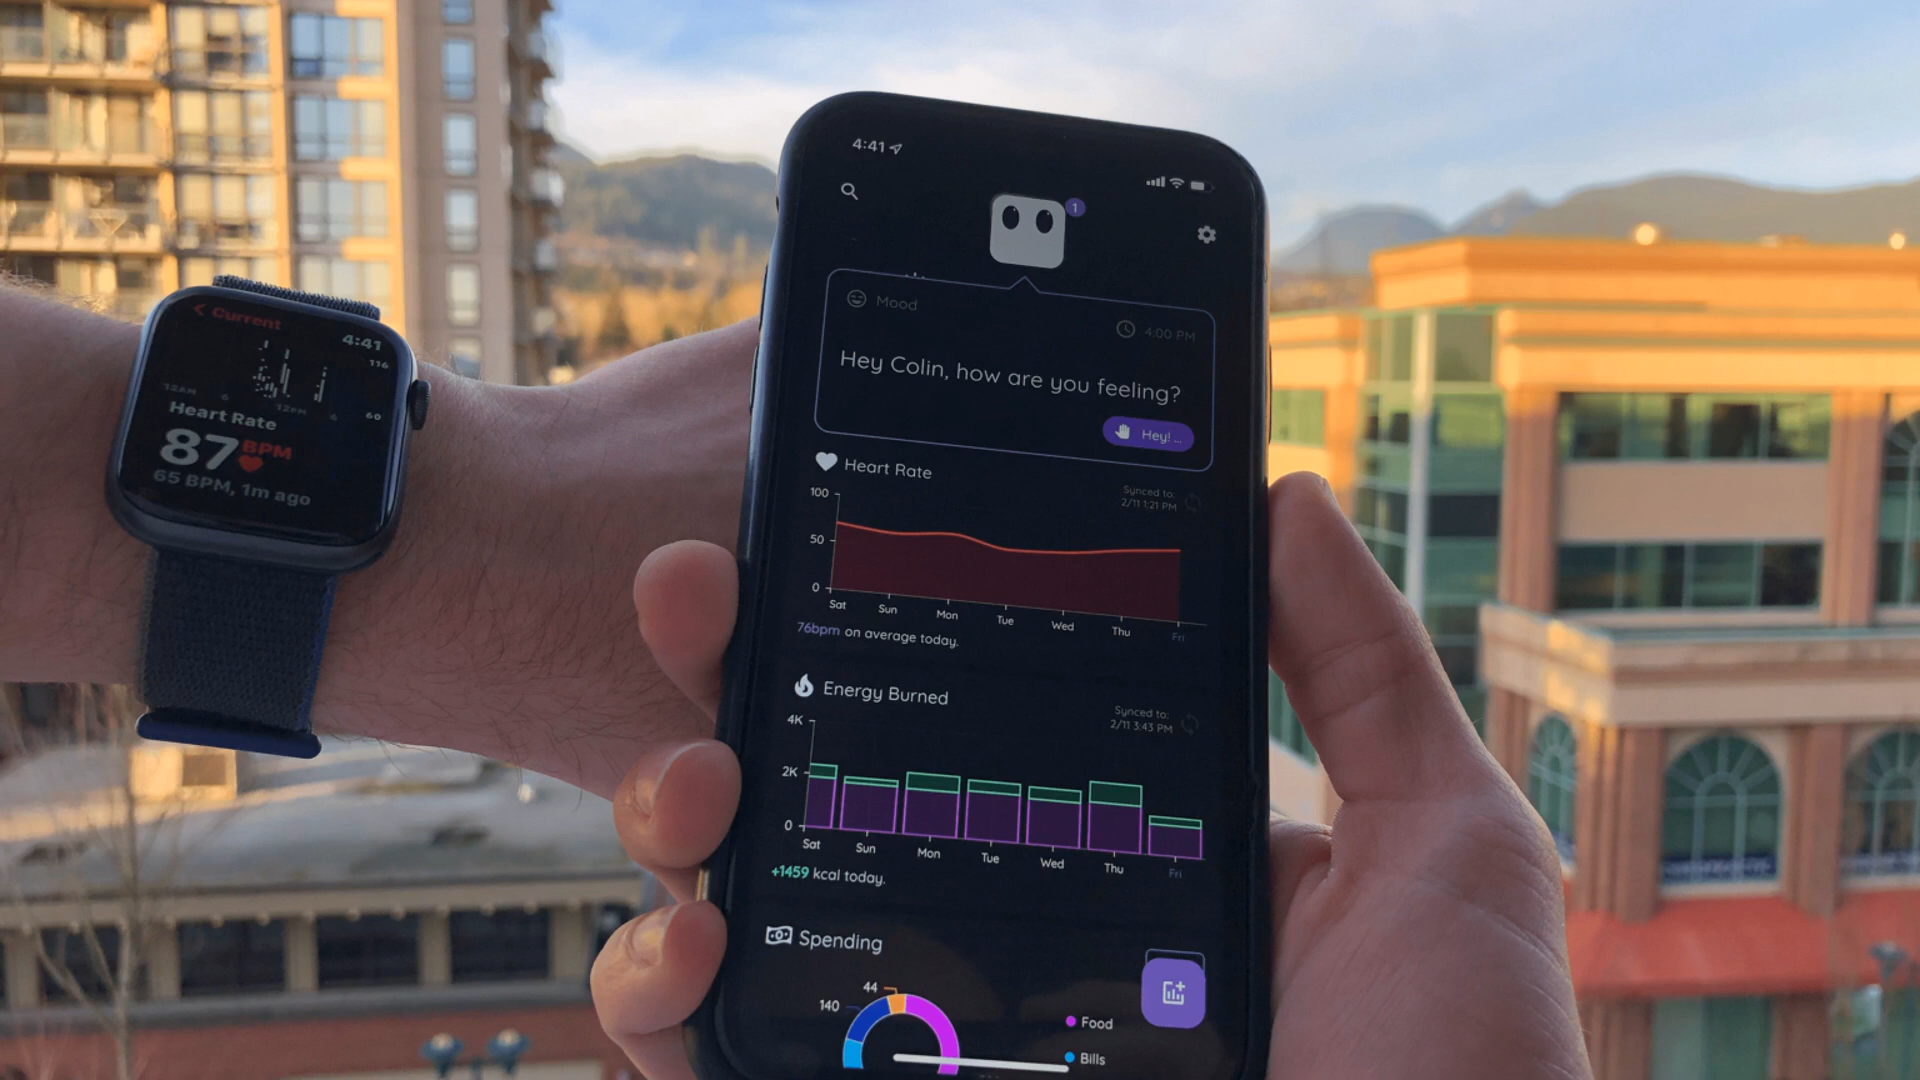 Current
4:41
116
12AM
6
12PM
6
60
Heart Rate
87 BPM
65 BPM, 1m ago
4:41
1
Mood
4:00 PM
Hey Colin, how are you feeling?
Hey! ...
Heart Rate
Synced to:
2/11 1:21 PM
100
50
0
Sat Sun Mon Tue Wed Thu Fri
76bpm on average today.
Energy Burned
Synced to:
2/11 3:43 PM
4K
2K
0
Sat Sun Mon Tue Wed Thu Fri
+1459 kcal today.
Spending
44
140
Food
Bills